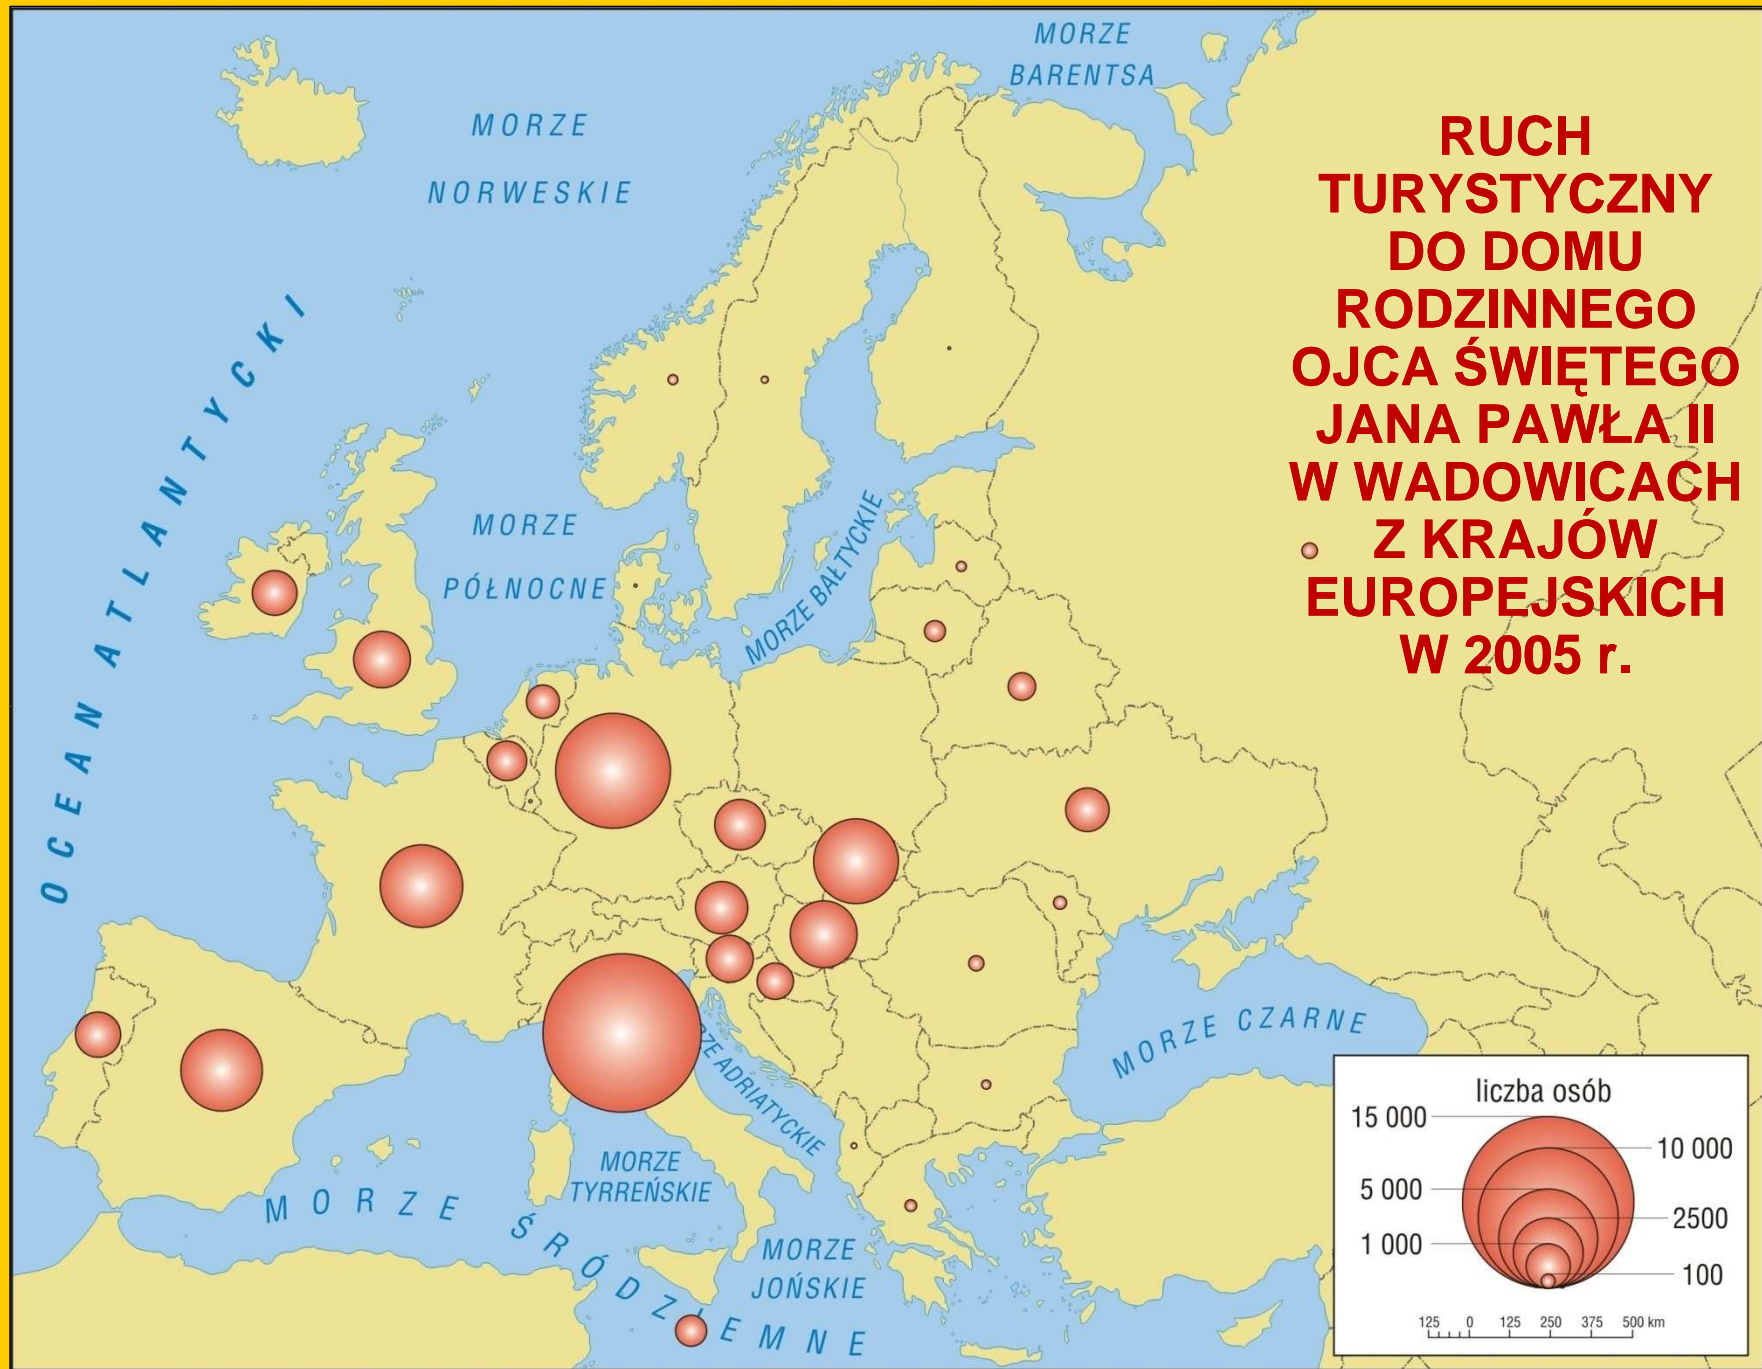 MORZE
BARENTSA
MORZE
NORWESKIE
RUCH
TURYSTYCZNY
DO DOMU
RODZINNEGO
OJCA ŚWIĘTEGO
JANA PAWŁA II
W WADOWICACH
Z KRAJÓW
EUROPEJSKICH
W 2005 r.
OCEAN ATLANTYCKI
MORZE
PÓŁNOCNE
MORZE BAŁTYCKIE
MORZE CZARNE
ADRIATYCKIE
MORZE
TYRREŃSKIE
MORZE ŚRÓDZIEMNE
MORZE
JOŃSKIE
liczba osób
15 000
10 000
5 000
2500
1 000
100
125 0 125 250 375 500 km